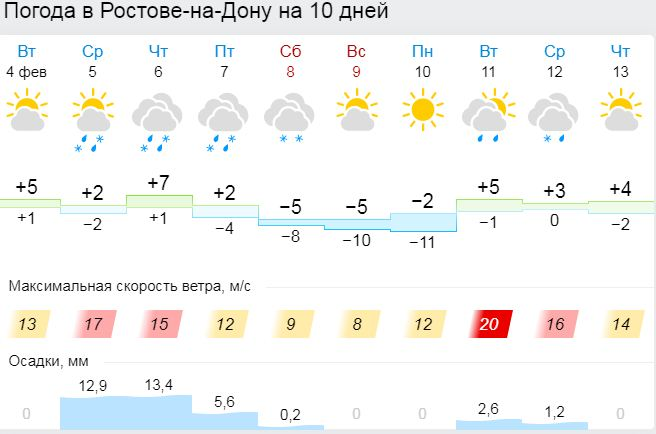 Погода в Ростове-на-Дону на 10 дней
Вт Ср Чт Пт Сб Вс Пн Вт Ср Чт
4 фев 5 6 7 8 9 10 11 12 13
+5 +2 +7 +2 −5 −5 −2 +5 +3 +4
+1 −2 +1 −4 −8 −10 −11 −1 0 −2
Максимальная скорость ветра, м/с
13 17 15 12 9 8 12 20 16 14
Осадки, мм
0 12,9 13,4 5,6 0,2 0 0 2,6 1,2 0